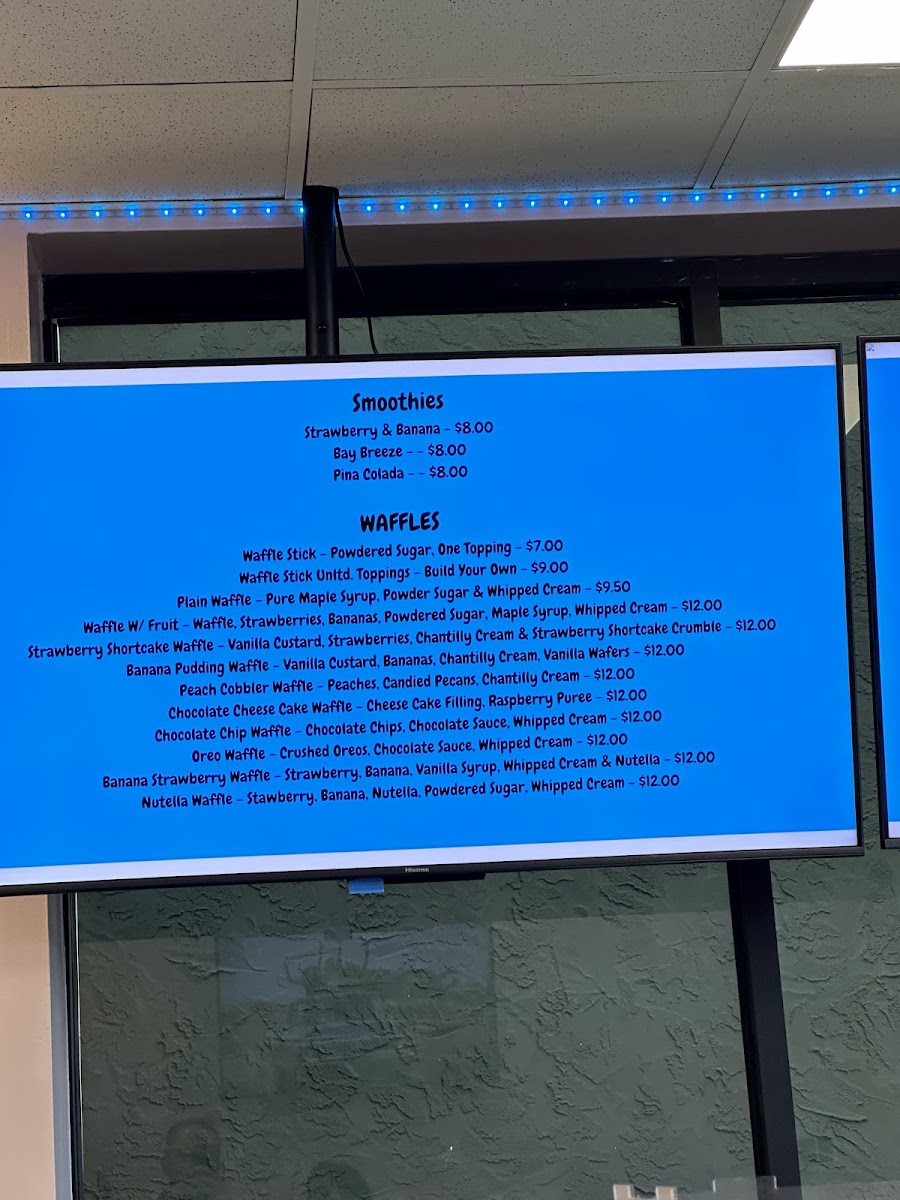 Smoothies
Strawberry & Banana - $8.00
Bay Breeze - - $8.00
Pina Colada - - $8.00
WAFFLES
Waffle Stick - Powdered Sugar, One Topping - $7.00
Waffle Stick Unltd. Toppings - Build Your Own - $9.00
Plain Waffle - Pure Maple Syrup, Powder Sugar & Whipped Cream - $9.50
Waffle W/ Fruit - Waffle, Strawberries, Bananas, Powdered Sugar, Maple Syrup, Whipped Cream - $12.00
Strawberry Shortcake Waffle - Vanilla Custard, Strawberries, Chantilly Cream & Strawberry Shortcake Crumble - $12.00
Banana Pudding Waffle - Vanilla Custard, Bananas, Chantilly Cream, Vanilla Wafers - $12.00
Peach Cobbler Waffle - Peaches, Candied Pecans, Chantilly Cream - $12.00
Chocolate Cheese Cake Waffle - Cheese Cake Filling, Raspberry Puree - $12.00
Chocolate Chip Waffle - Chocolate Chips, Chocolate Sauce, Whipped Cream - $12.00
Oreo Waffle - Crushed Oreos, Chocolate Sauce, Whipped Cream - $12.00
Banana Strawberry Waffle - Strawberry, Banana, Vanilla Syrup, Whipped Cream & Nutella - $12.00
Nutella Waffle - Stawberry, Banana, Nutella, Powdered Sugar, Whipped Cream - $12.00
Hisense